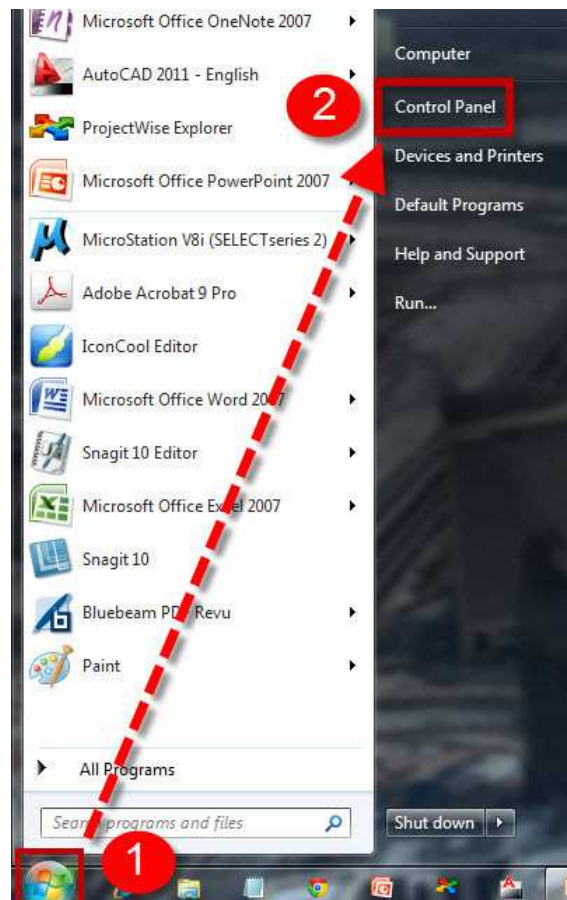 Microsoft Office OneNote 2007
AutoCAD 2011 - English
ProjectWise Explorer
Microsoft Office PowerPoint 2007
MicroStation V8i (SELECTseries 2)
Adobe Acrobat 9 Pro
IconCool Editor
Microsoft Office Word 2007
Snagit 10 Editor
Microsoft Office Excel 2007
Snagit 10
Bluebeam PDF Revu
Paint
All Programs
Search programs and files
1
Computer
2
Control Panel
Devices and Printers
Default Programs
Help and Support
Run...
Shut down